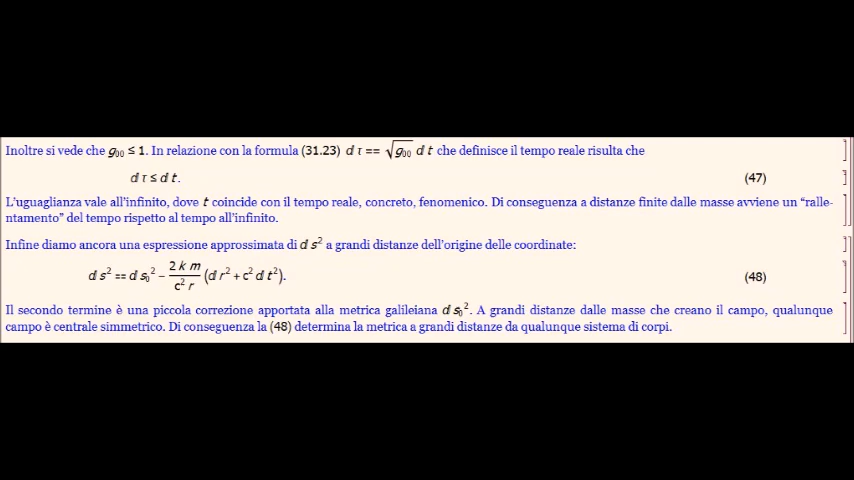 Inoltre si vede che g₀₀ ≤ 1. In relazione con la formula (31.23) ⅆ τ == √g₀₀ ⅆ t che definisce il tempo reale risulta che
ⅆ τ ≤ ⅆ t. (47)
L'uguaglianza vale all'infinito, dove t coincide con il tempo reale, concreto, fenomenico. Di conseguenza a distanze finite dalle masse avviene un “ralle-
ntamento” del tempo rispetto al tempo all'infinito.
Infine diamo ancora una espressione approssimata di ⅆ s² a grandi distanze dell'origine delle coordinate:
ⅆ s² == ⅆ s₀² − 2 k m / c² r (ⅆ r² + c² ⅆ t²). (48)
Il secondo termine è una piccola correzione apportata alla metrica galileiana ⅆ s₀². A grandi distanze dalle masse che creano il campo, qualunque
campo è centrale simmetrico. Di conseguenza la (48) determina la metrica a grandi distanze da qualunque sistema di corpi.